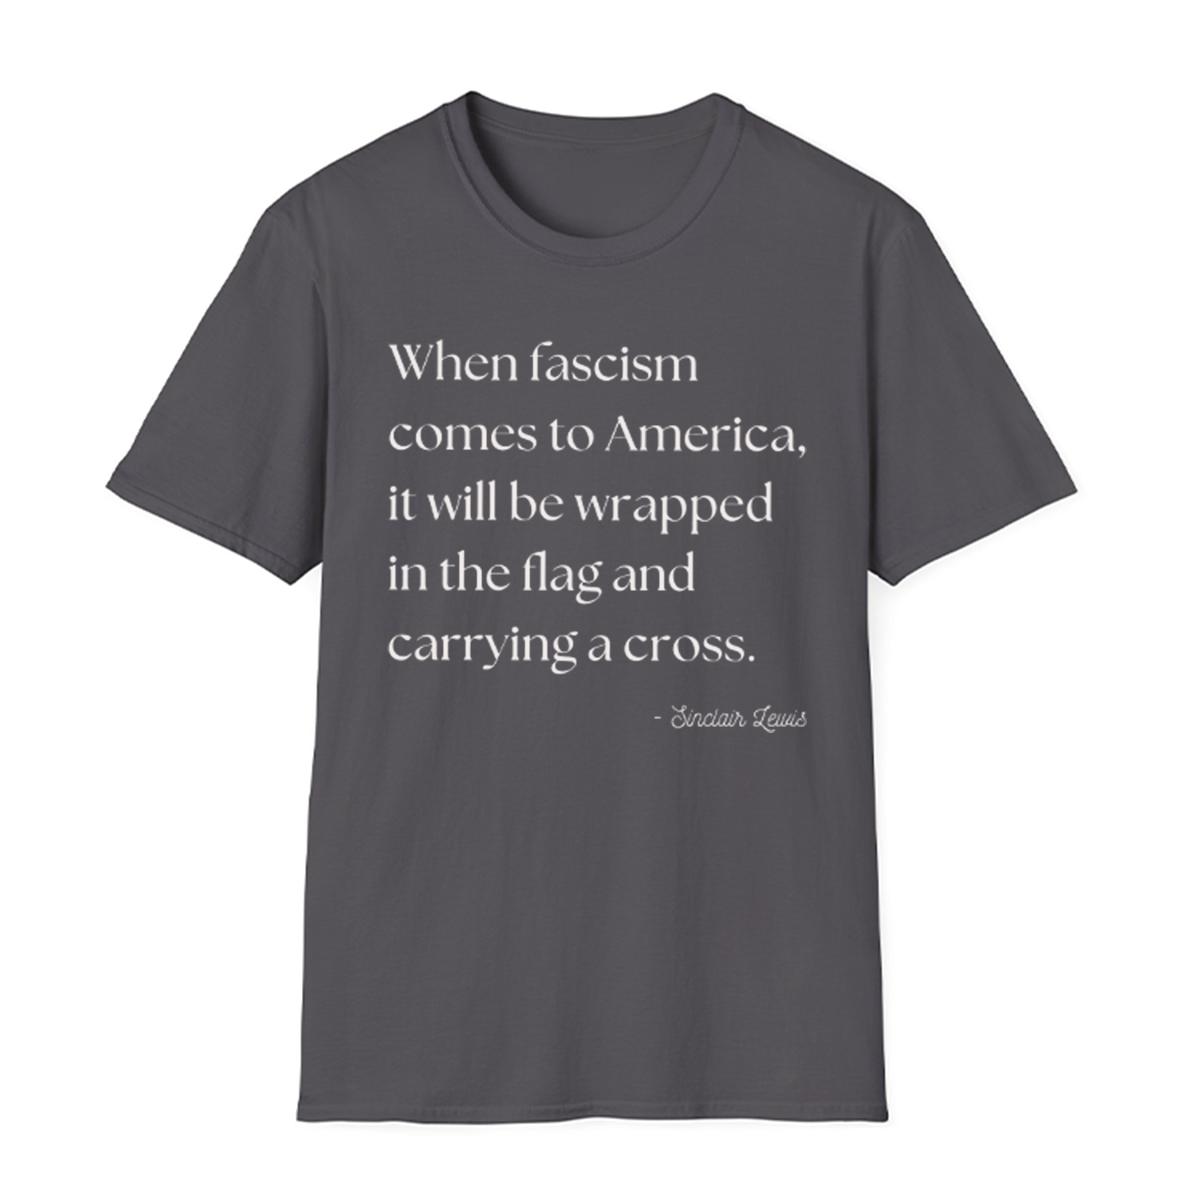 When fascism
comes to America,
it will be wrapped
in the flag and
carrying a cross.
- Sinclair Lewis